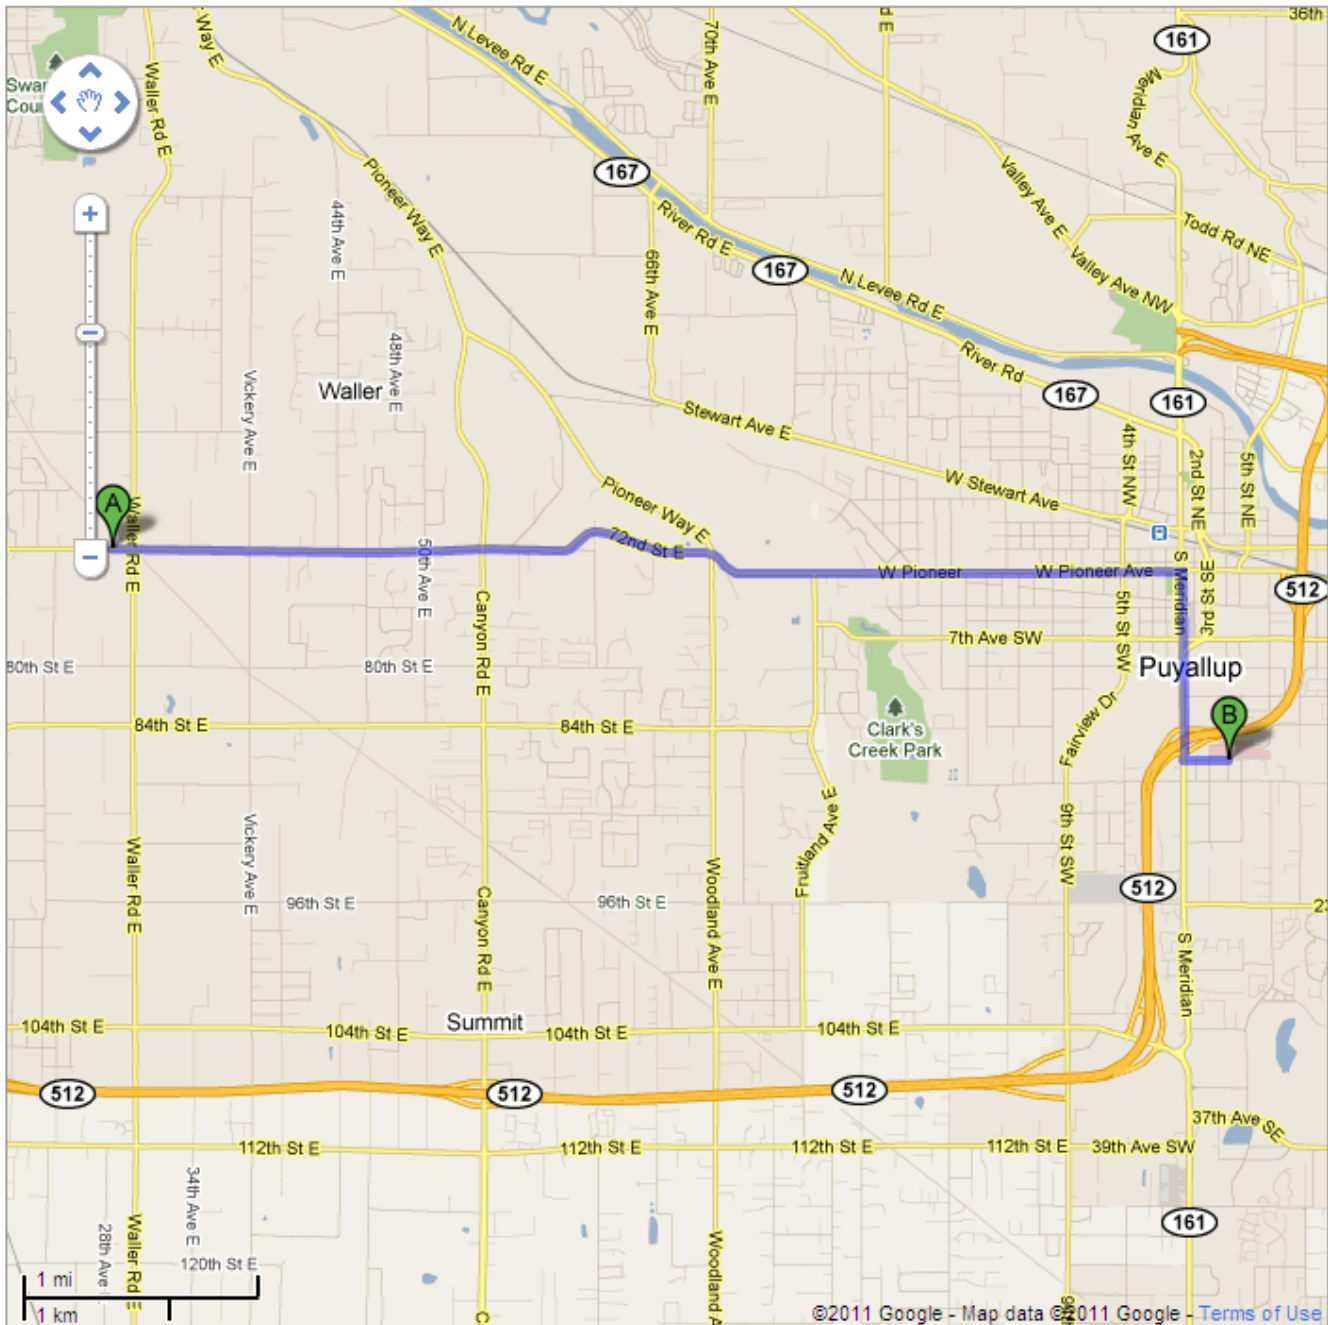 36th
161
N Levee Rd E
70th Ave E
d E
Way E
Waller Rd E
Swan
Cou
Meridian Ave E
167
Pioneer Way E
Valley Ave E
44th Ave E
River Rd E
Todd Rd NE
66th Ave E
167
N Levee Rd E
Valley Ave NW
48th Ave E
River Rd
Waller
167
161
Vickery Ave E
Stewart Ave E
4th St NW
2nd St NE
5th St NE
W Stewart Ave
Pioneer Way E
A
Waller Rd E
72nd St E
50th Ave E
W Pioneer
W Pioneer Ave
S Meridian
3rd St SE
512
Canyon Rd E
5th St SW
7th Ave SW
80th St E
80th St E
Puyallup
84th St E
84th St E
Clark's
Creek Park
Fairview Dr
B
Vickery Ave E
Waller Rd E
Fruitland Ave E
9th St SW
512
96th St E
96th St E
Canyon Rd E
Woodland Ave E
23
S Meridian
104th St E
104th St E
Summit
104th St E
104th St E
512
512
512
37th Ave SE
112th St E
112th St E
112th St E
112th St E
39th Ave SW
34th Ave E
28th Ave
Waller Rd E
120th St E
161
Woodland A
C
1 mi
1 km
©2011 Google - Map data ©2011 Google - Terms of Use